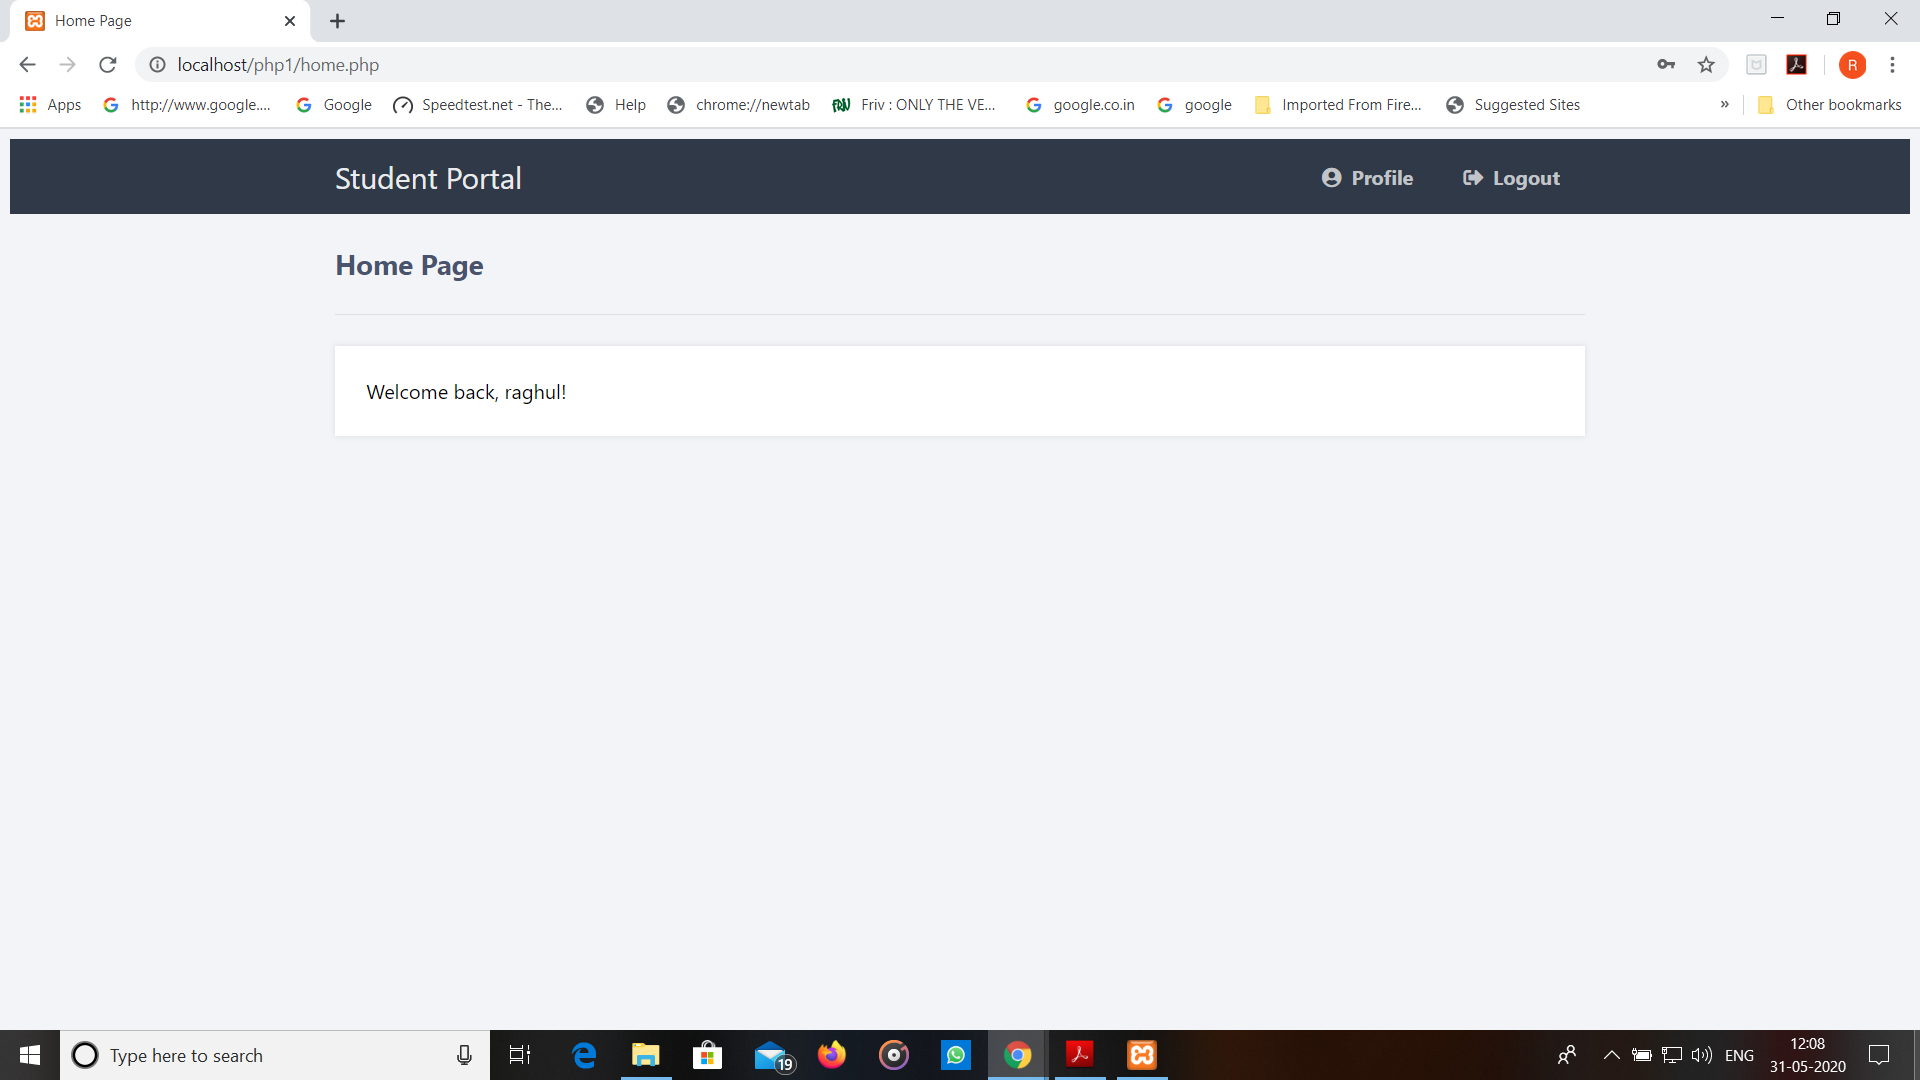 Home Page
localhost/php1/home.php
R
Apps http://www.google.... Google Speedtest.net - The... Help chrome://newtab Friv : ONLY THE VE... google.co.in google Imported From Fire... Suggested Sites » Other bookmarks
Student Portal Profile Logout
Home Page
Welcome back, raghul!
Type here to search 19 ENG 12:08
31-05-2020